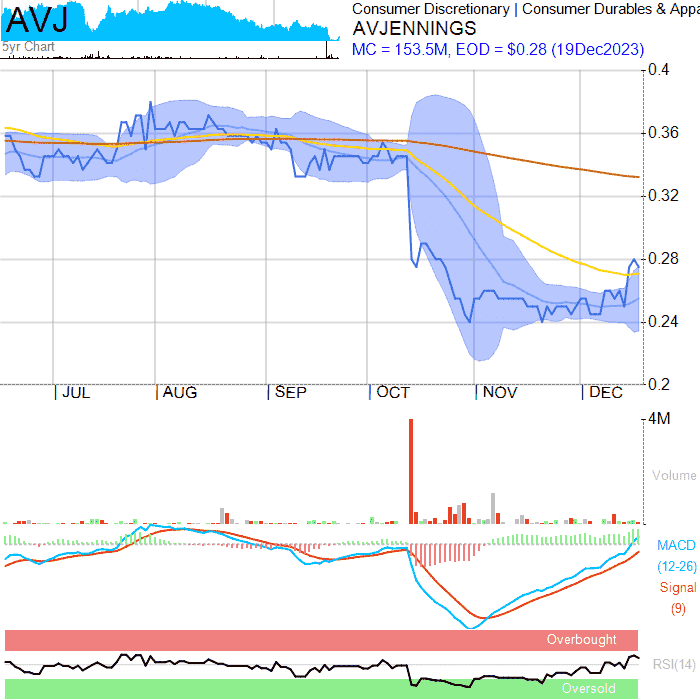 AVJ
5yr Chart
Consumer Discretionary | Consumer Durables & Appa
AVJENNINGS
MC = 153.5M, EOD = $0.28 (19Dec2023)
0.4
0.36
0.32
0.28
0.24
0.2
JUL AUG SEP OCT NOV DEC
4M
Volume
MACD
(12-26)
Signal
(9)
Overbought
RSI(14)
Oversold